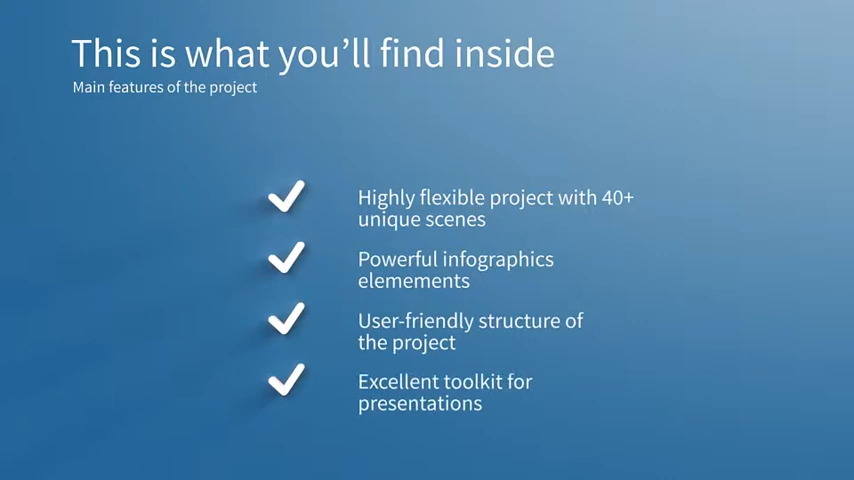 This is what you’ll find inside
Main features of the project
Highly flexible project with 40+
unique scenes
Powerful infographics
elemements
User-friendly structure of
the project
Excellent toolkit for
presentations